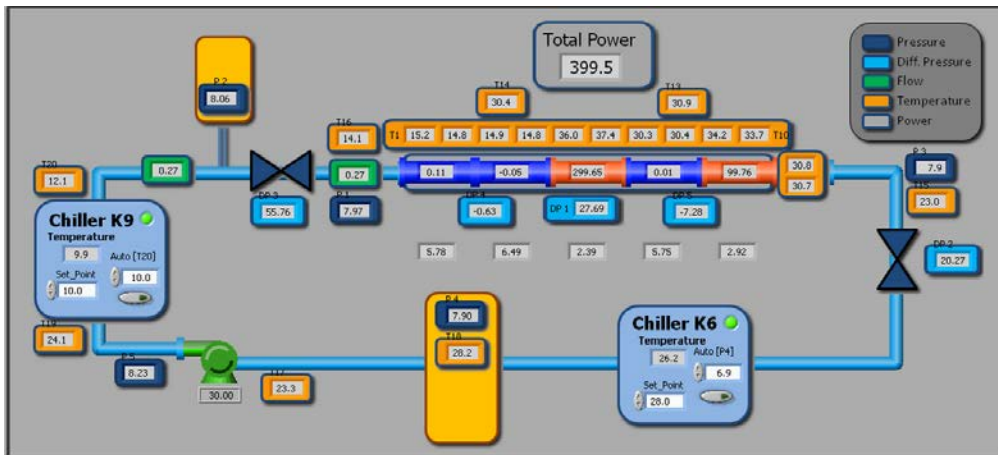 Total Power
399.5
Pressure
Diff. Pressure
Flow
Temperature
Power
P.2
8.06
T14
30.4
T13
30.9
T16
14.1
T1 15.2 14.8 14.9 14.8 36.0 37.4 30.3 30.4 34.2 33.7 T10
T20
12.1
0.27
0.27
0.11 -0.05 299.65 0.01 99.76
30.8
30.7
P.3
7.9
T15
23.0
DP.3
55.76
P.1
7.97
DP.4
-0.63
DP 1 27.69
DP.5
-7.28
DP.2
20.27
5.78 6.49 2.39 5.75 2.92
Chiller K9
Temperature
9.9
Auto [T20]
10.0
Set_Point
10.0
T19
24.1
P.5
8.23
30.00
23.3
P.4
7.90
T18
28.2
Chiller K6
Temperature
26.2
Auto [P4]
6.9
Set_Point
28.0